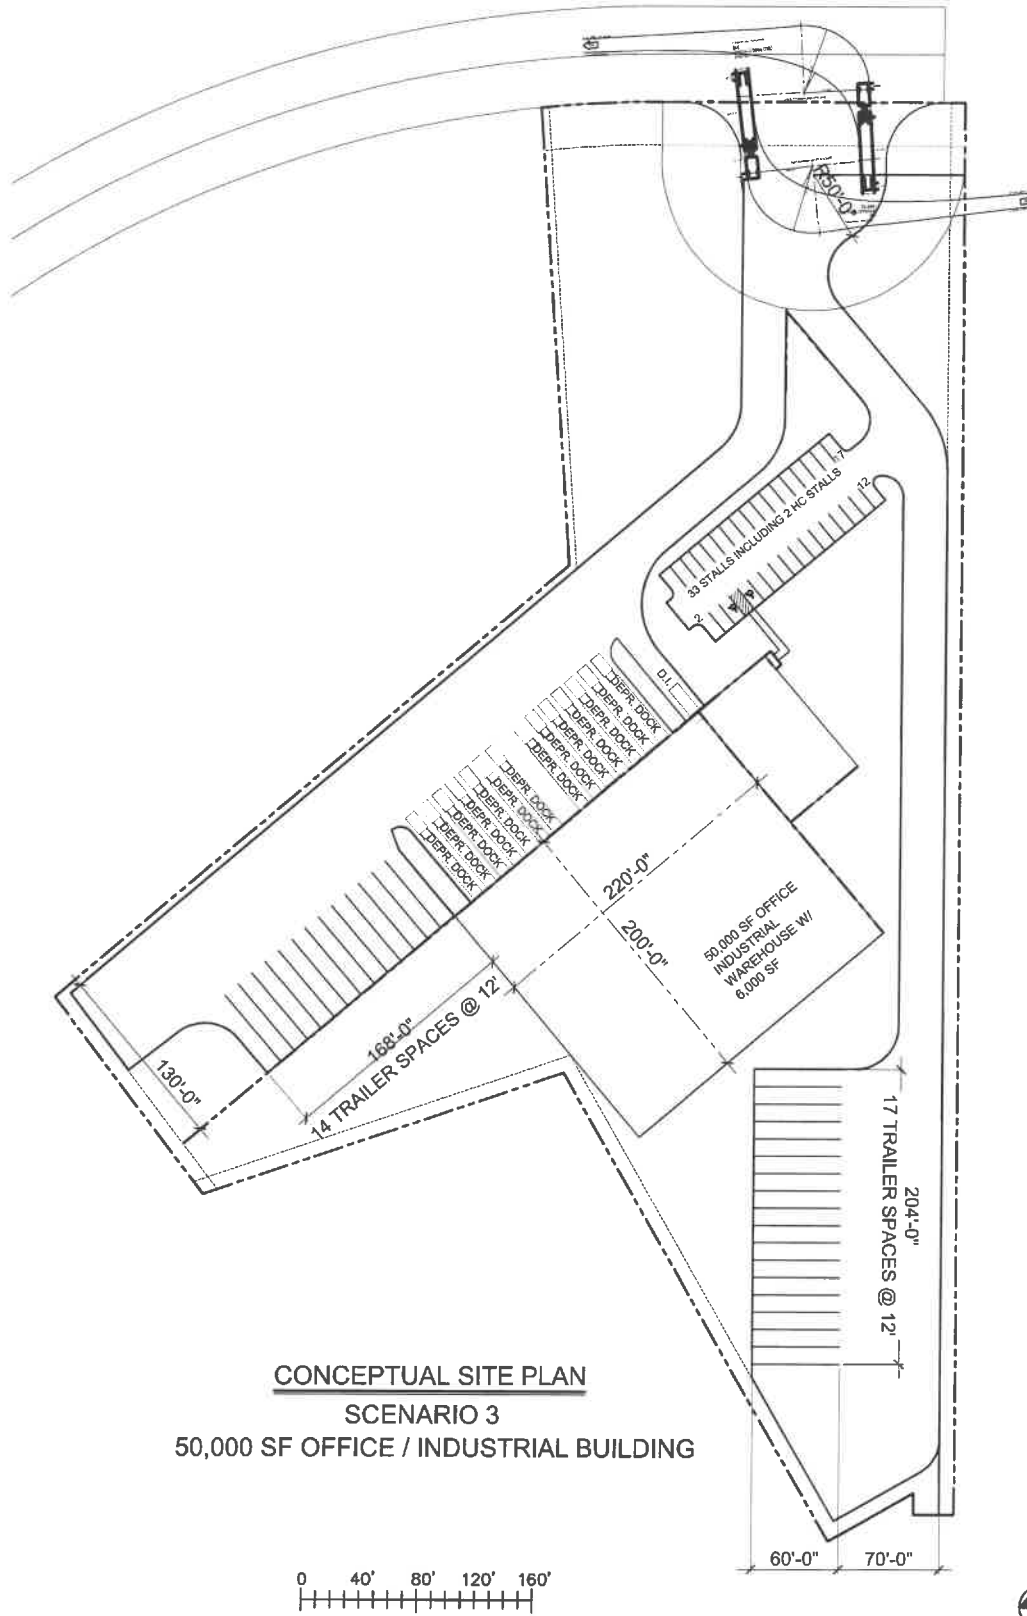 R50'-0"
7
12
33 STALLS INCLUDING 2 HC STALLS
2
D.I.
DEPR. DOCK
DEPR. DOCK
DEPR. DOCK
DEPR. DOCK
DEPR. DOCK
DEPR. DOCK
DEPR. DOCK
DEPR. DOCK
DEPR. DOCK
DEPR. DOCK
DEPR. DOCK
DEPR. DOCK
220'-0"
200'-0"
50,000 SF OFFICE
INDUSTRIAL
WAREHOUSE W/
6,000 SF
168'-0"
14 TRAILER SPACES @ 12'
130'-0"
204'-0"
17 TRAILER SPACES @ 12'
CONCEPTUAL SITE PLAN
SCENARIO 3
50,000 SF OFFICE / INDUSTRIAL BUILDING
60'-0" 70'-0"
0 40' 80' 120' 160'